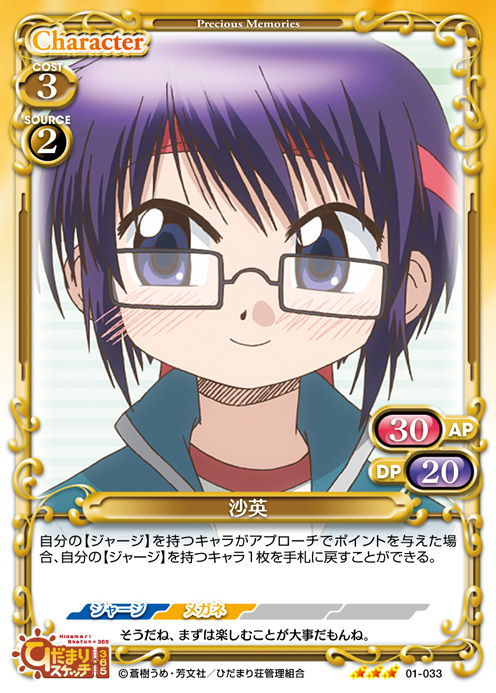 Precious Memories
Character
COST
3
SOURCE
2
30 AP
DP 20
沙英
自分の【ジャージ】を持つキャラがアプローチでポイントを与えた場
合、自分の【ジャージ】を持つキャラ1枚を手札に戻すことができる。
ジャージ メガネ
そうだね、まずは楽しむことが大事だもんね。
Hidamari Sketch×365
ひだまりスケッチ×365
©蒼樹うめ・芳文社／ひだまり荘管理組合
★★★ 01-033